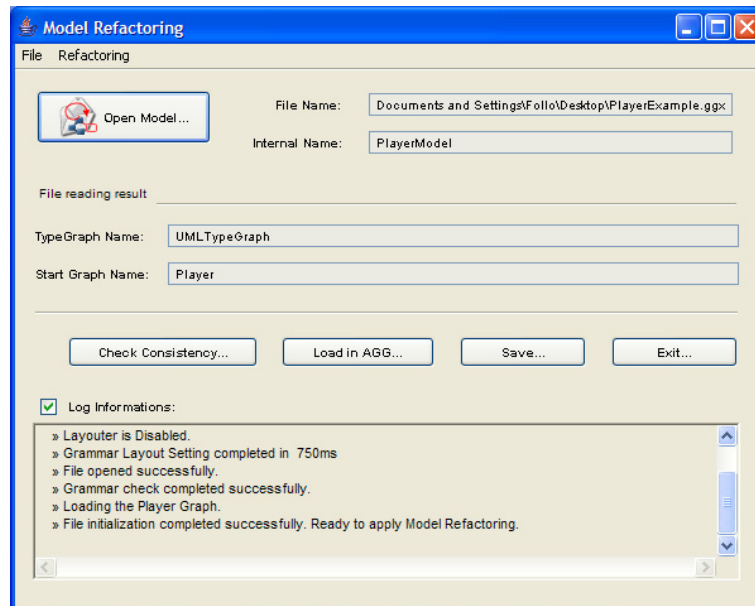 Model Refactoring
File Refactoring
Open Model...
File Name: Documents and Settings\Follo\Desktop\PlayerExample.ggx
Internal Name: PlayerModel
File reading result
TypeGraph Name: UMLTypeGraph
Start Graph Name: Player
Check Consistency... Load in AGG... Save... Exit...
Log Informations:
» Layouter is Disabled.
» Grammar Layout Setting completed in 750ms
» File opened successfully.
» Grammar check completed successfully.
» Loading the Player Graph.
» File initialization completed successfully. Ready to apply Model Refactoring.